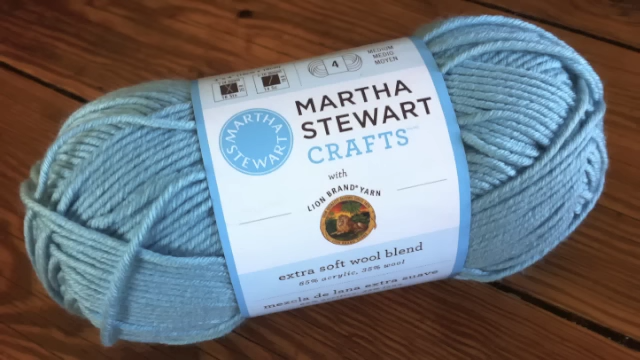 4
MEDIUM
MEDIO
MOYEN
MARTHA
STEWART
MARTHA
STEWART
CRAFTS
with
LION BRAND® YARN
extra soft wool blend
65% acrylic, 35% wool
mezcla de lana extra suave